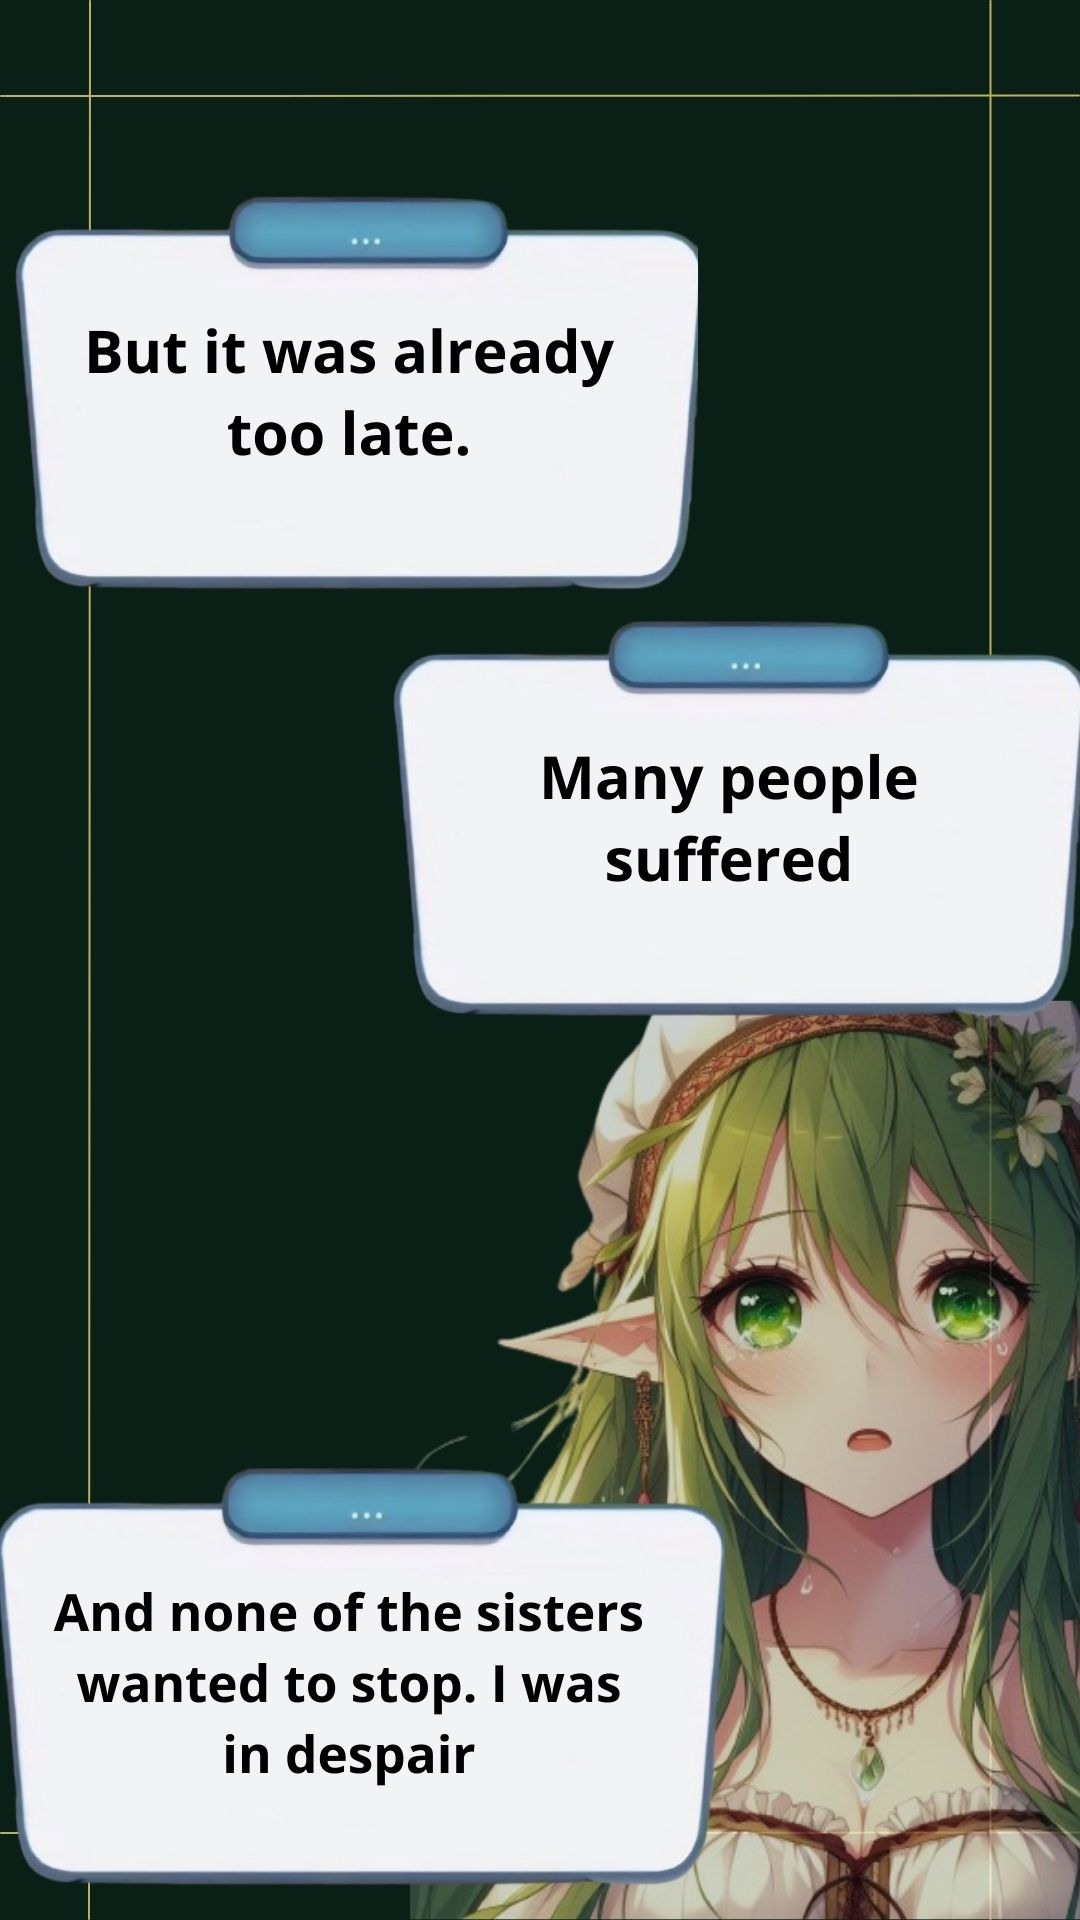 ...
But it was already
too late.
...
Many people
suffered
...
And none of the sisters
wanted to stop. I was
in despair